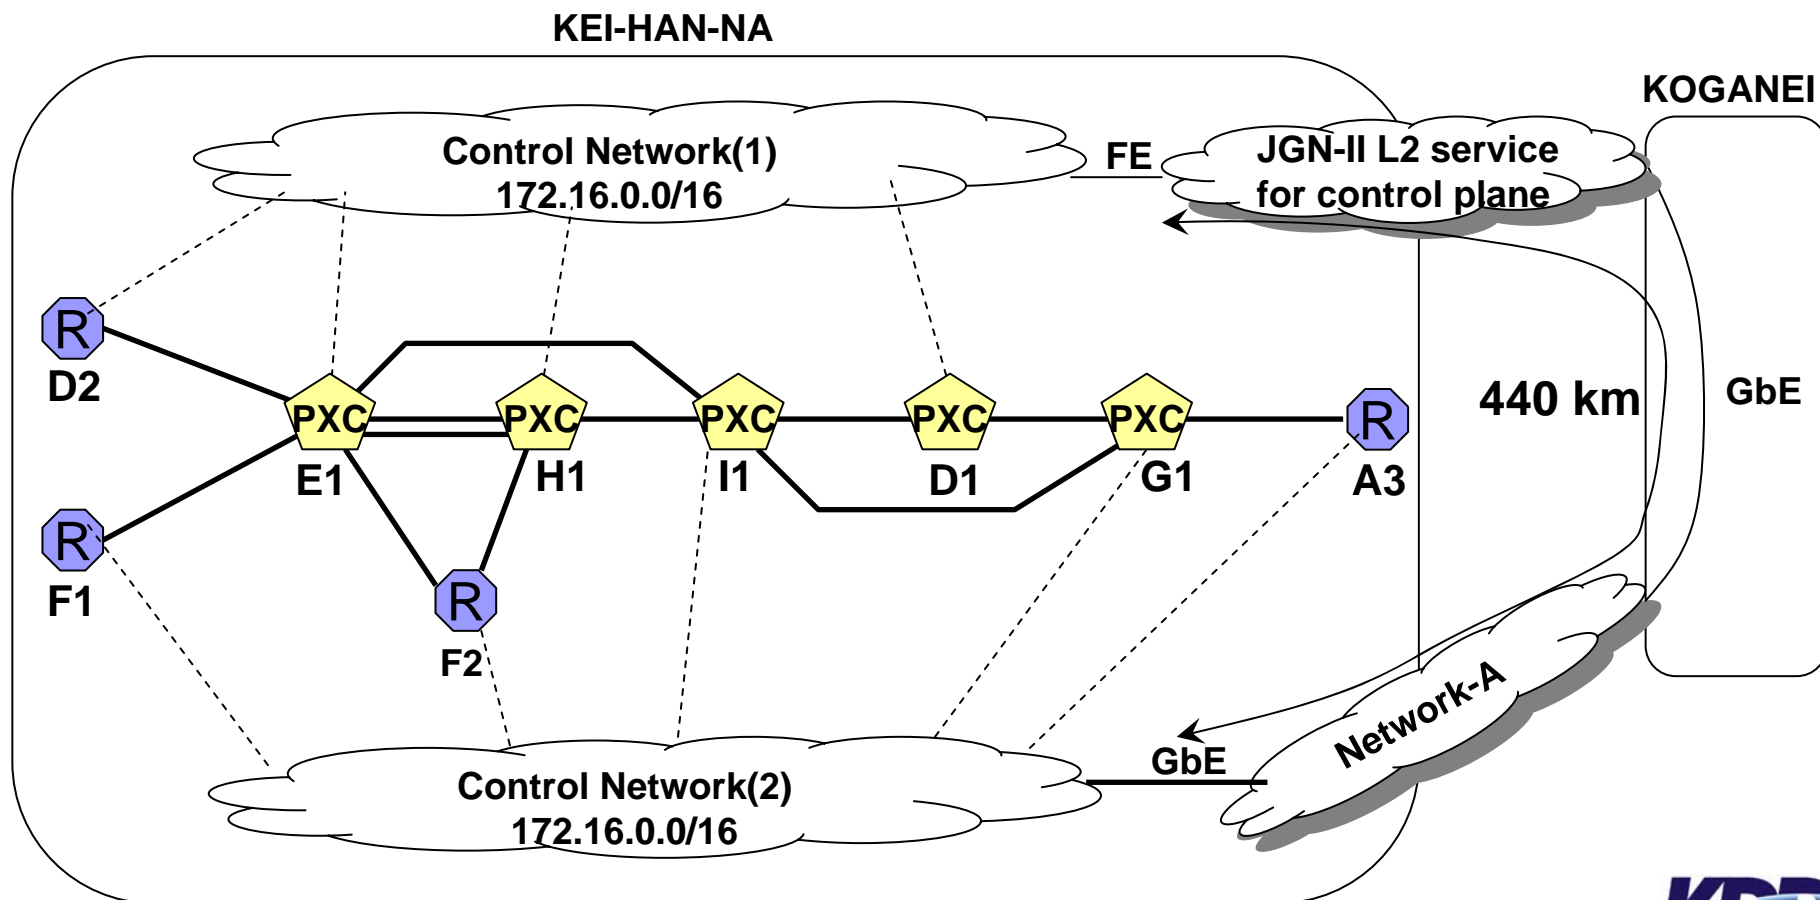 KEI-HAN-NA
KOGANEI
Control Network(1)
172.16.0.0/16
FE
JGN-II L2 service
for control plane
R
D2
PXC
E1
PXC
H1
PXC
I1
PXC
D1
PXC
G1
R
A3
440 km
GbE
R
F1
R
F2
Network-A
GbE
Control Network(2)
172.16.0.0/16